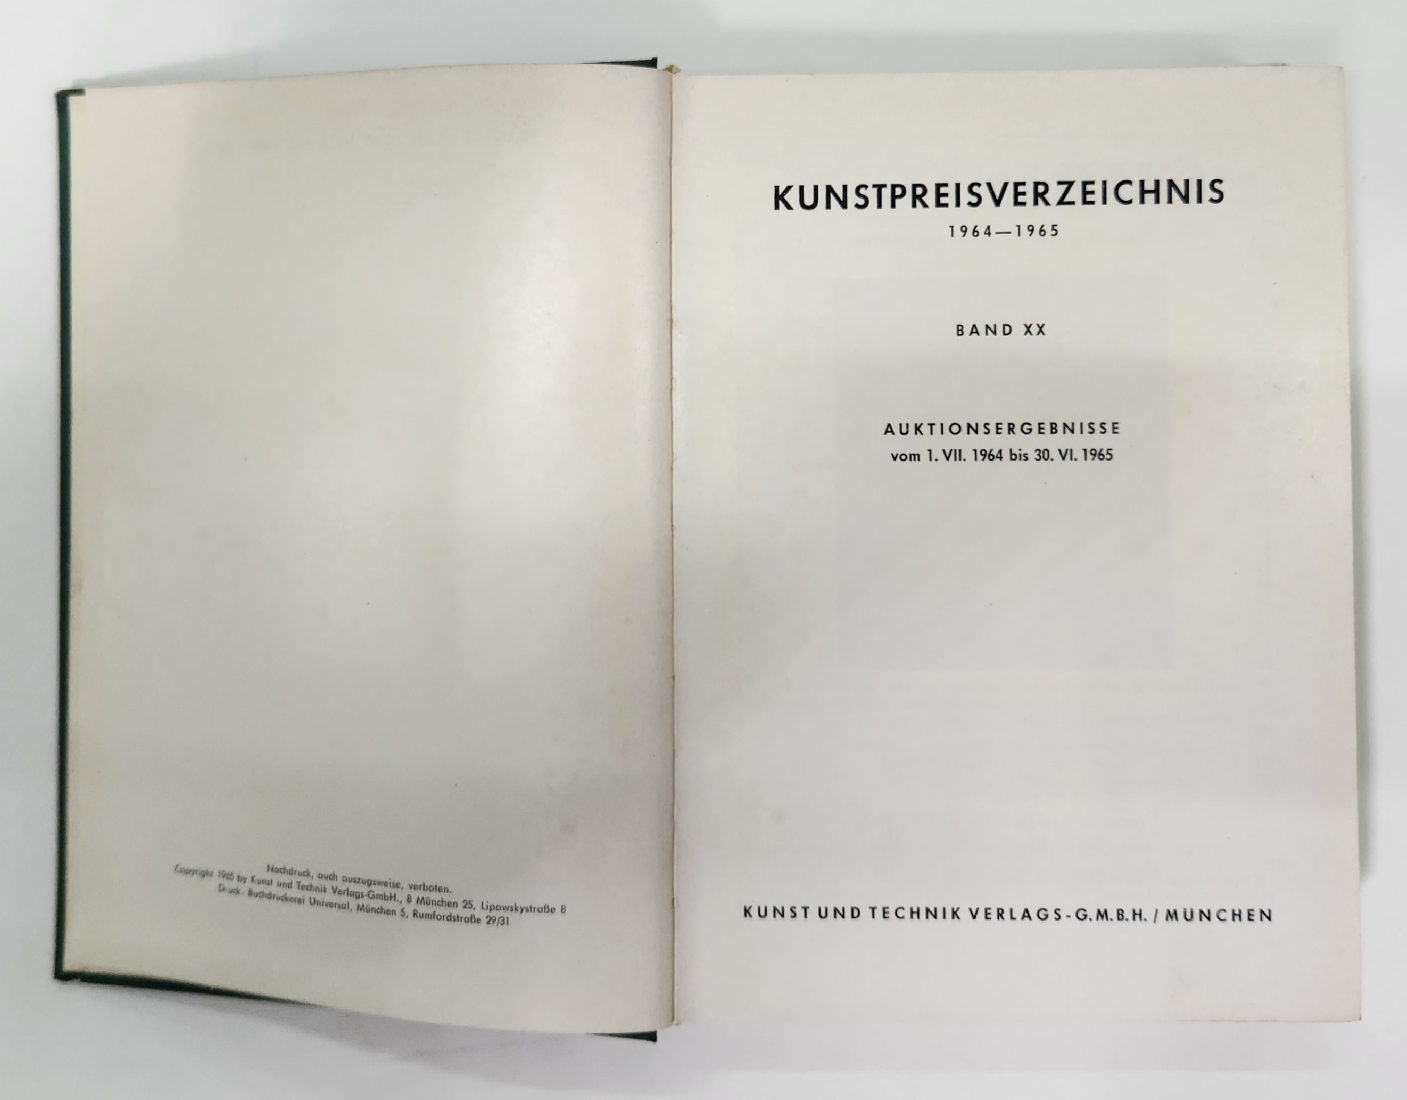 Nachdruck, auch auszugsweise, verboten.
Copyright 1965 by Kunst und Technik Verlags-GmbH., 8 München 25, Lipowskystraße 8
Druck: Buchdruckerei Universal, München 5, Rumfordstraße 29/31
KUNSTPREISVERZEICHNIS
1964—1965
BAND XX
AUKTIONSERGEBNISSE
vom 1. VII. 1964 bis 30. VI. 1965
KUNST UND TECHNIK VERLAGS-G.M.B.H. / MÜNCHEN